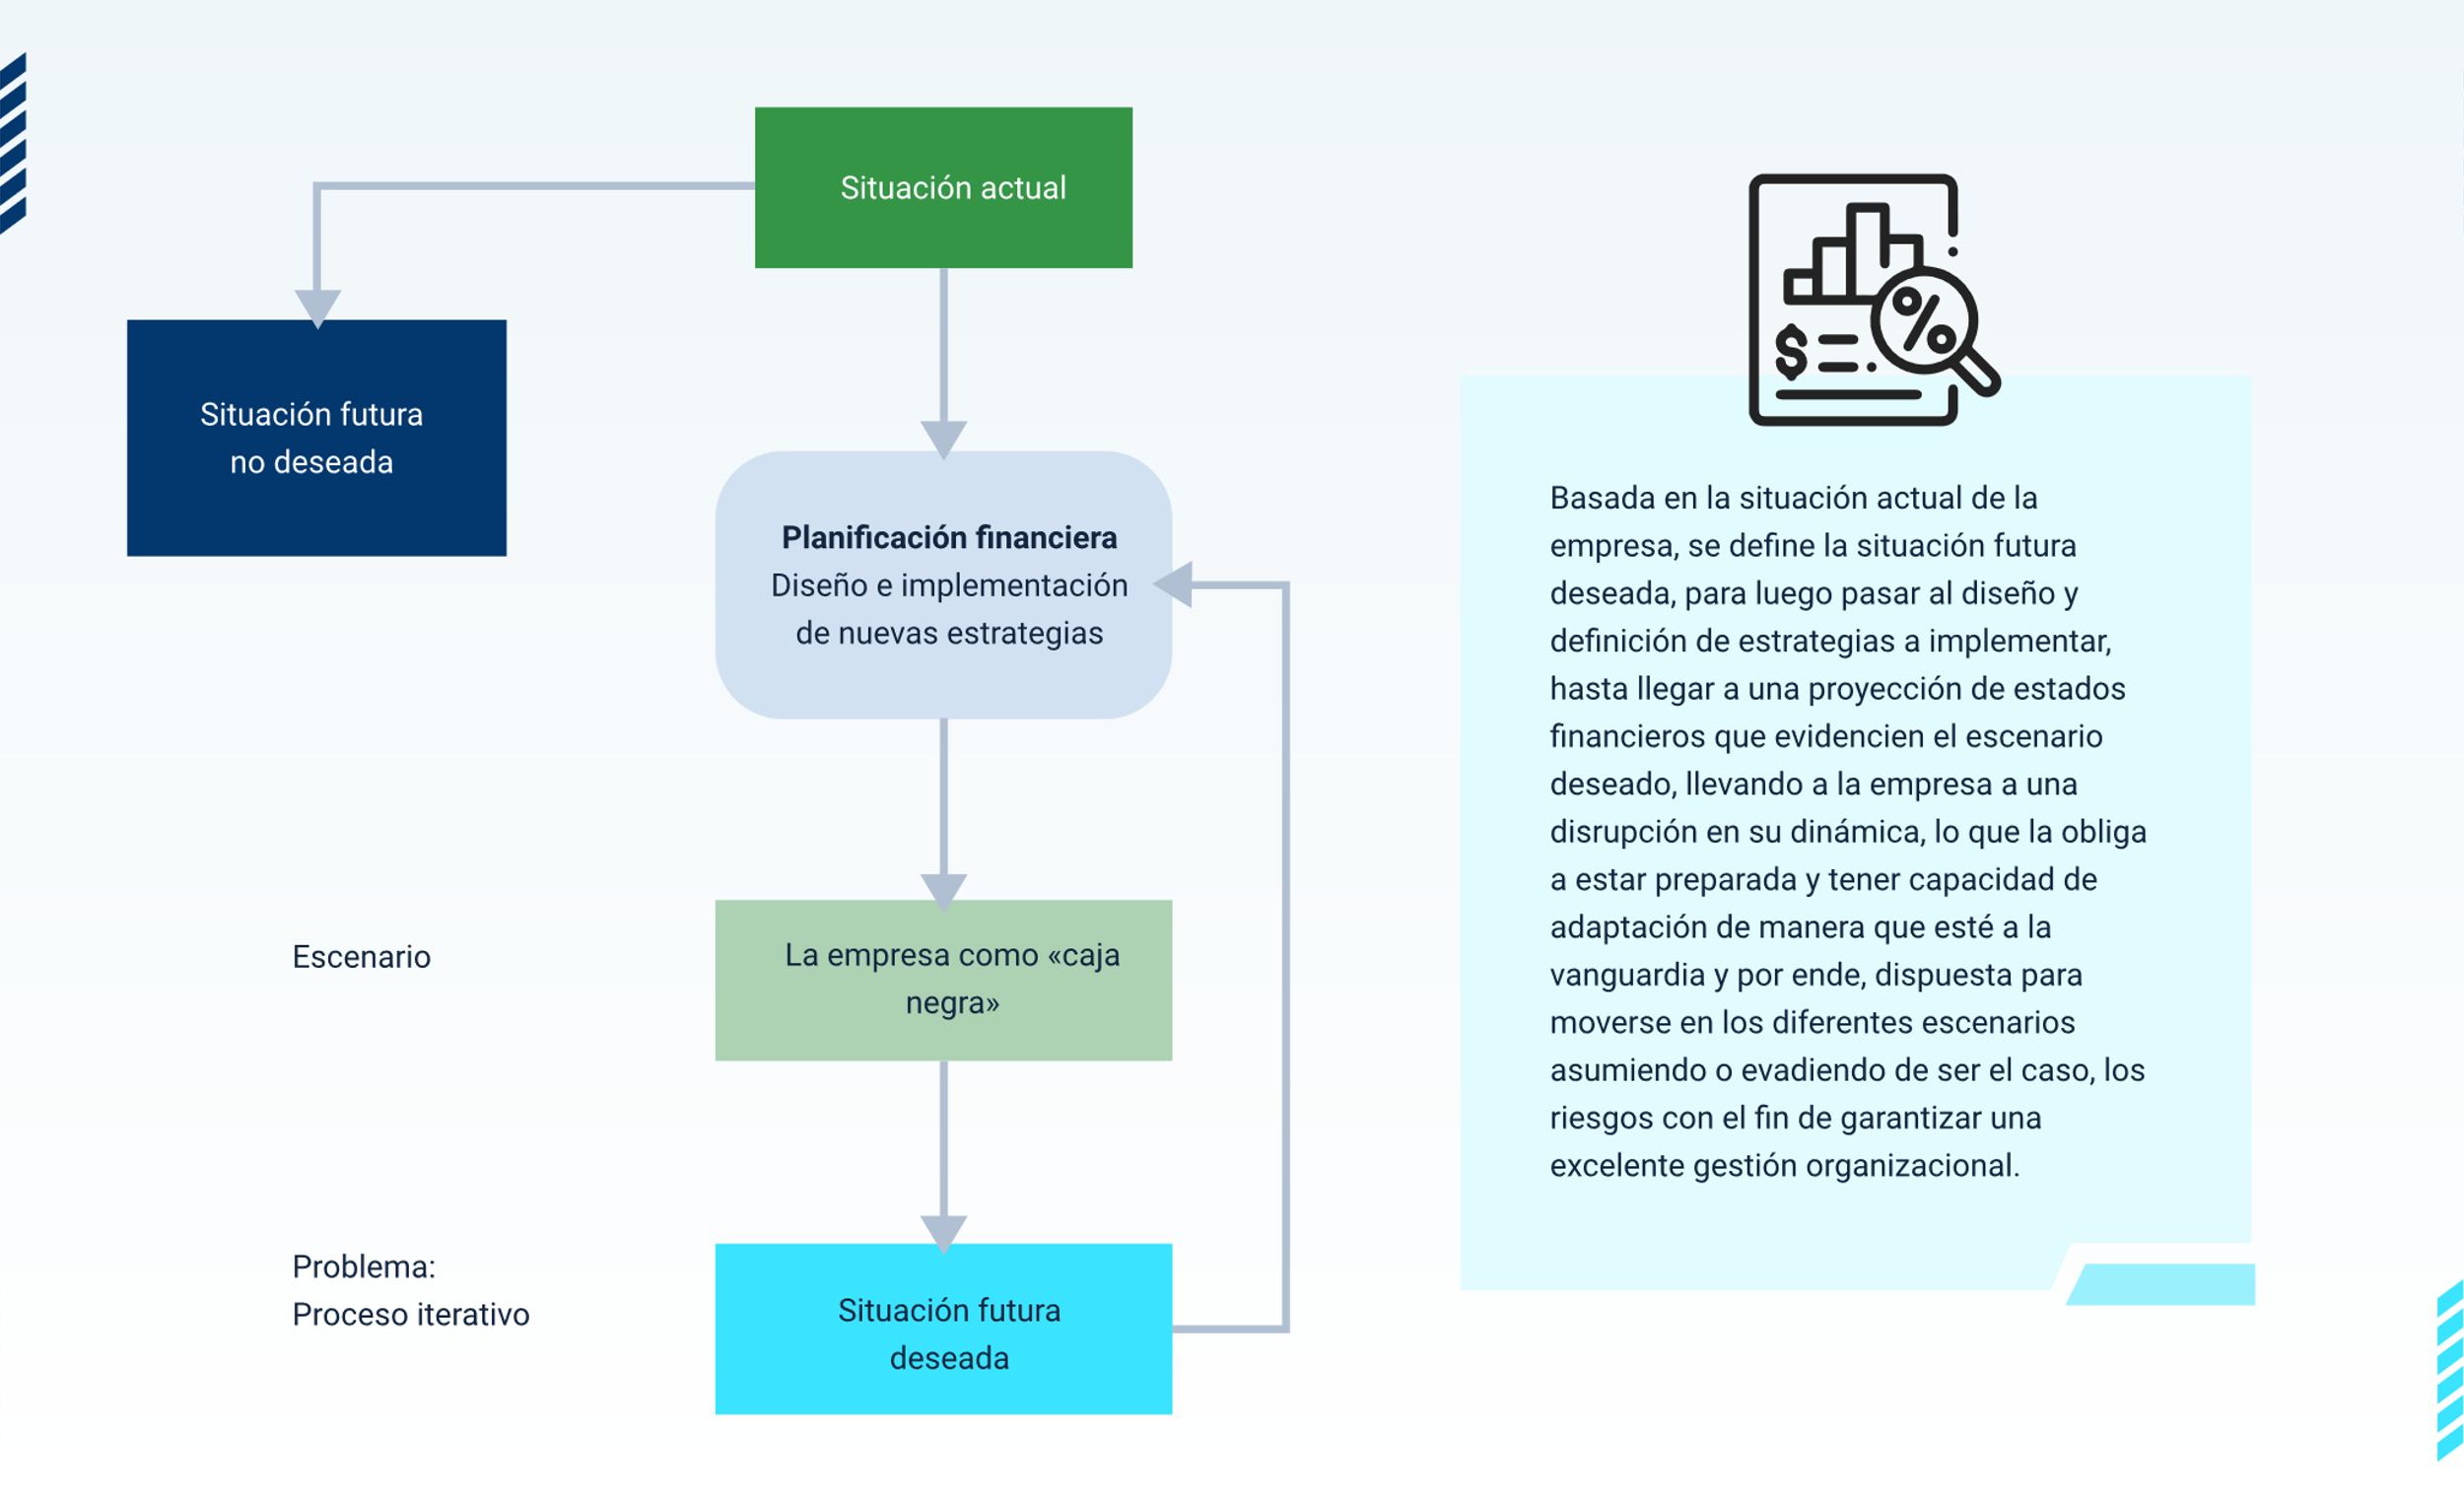 Situación actual
Situación futura
no deseada
Planificación financiera
Diseño e implementación
de nuevas estrategias
Escenario
La empresa como «caja
negra»
Problema:
Proceso iterativo
Situación futura
deseada
$
%
Basada en la situación actual de la
empresa, se define la situación futura
deseada, para luego pasar al diseño y
definición de estrategias a implementar,
hasta llegar a una proyección de estados
financieros que evidencien el escenario
deseado, llevando a la empresa a una
disrupción en su dinámica, lo que la obliga
a estar preparada y tener capacidad de
adaptación de manera que esté a la
vanguardia y por ende, dispuesta para
moverse en los diferentes escenarios
asumiendo o evadiendo de ser el caso, los
riesgos con el fin de garantizar una
excelente gestión organizacional.